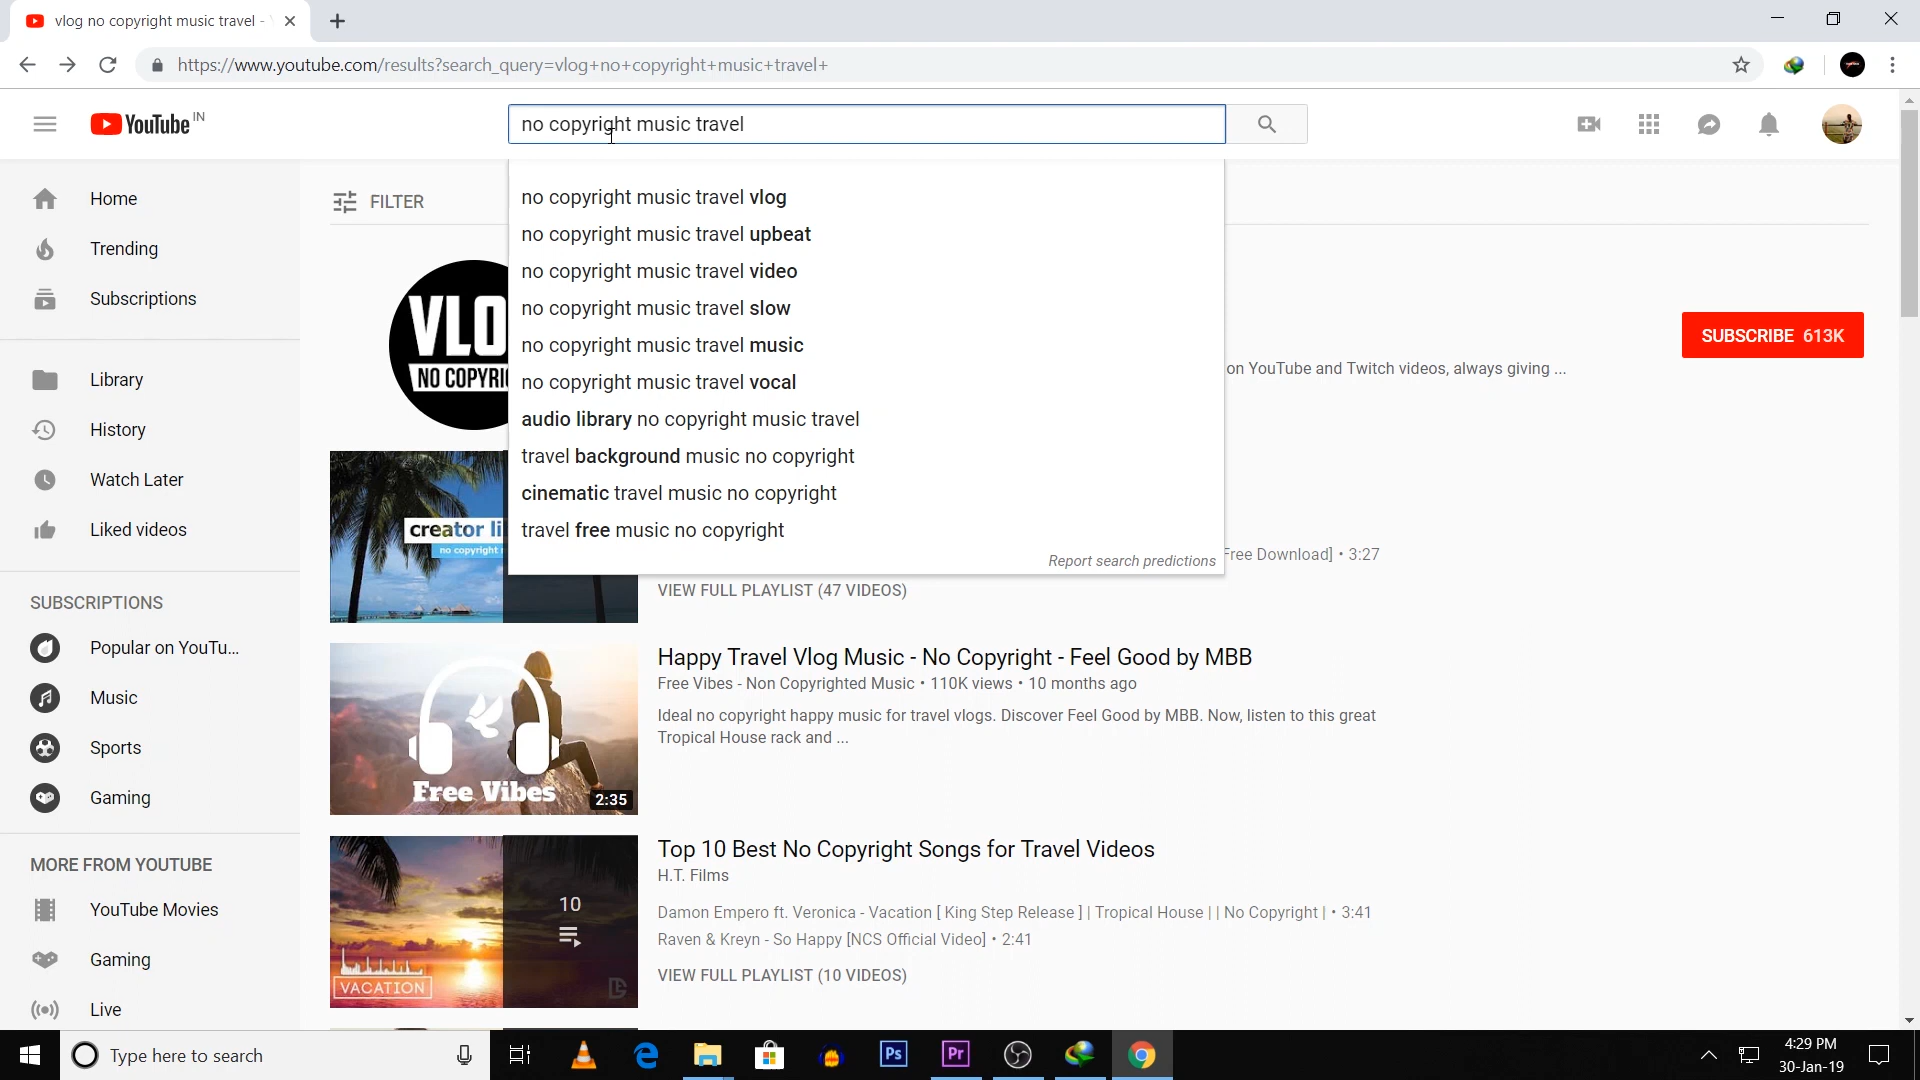 vlog no copyright music travel -
https://www.youtube.com/results?search_query=vlog+no+copyright+music+travel+
YouTube IN
no copyright music travel
Home
Trending
Subscriptions
Library
History
Watch Later
Liked videos
SUBSCRIPTIONS
Popular on YouTu...
Music
Sports
Gaming
MORE FROM YOUTUBE
YouTube Movies
Gaming
Live
FILTER
no copyright music travel vlog
no copyright music travel upbeat
no copyright music travel video
no copyright music travel slow
no copyright music travel music
no copyright music travel vocal
audio library no copyright music travel
travel background music no copyright
cinematic travel music no copyright
travel free music no copyright
Report search predictions
VLO
NO COPYRIC
SUBSCRIBE 613K
on YouTube and Twitch videos, always giving ...
creator li
no copyright
Free Download] • 3:27
VIEW FULL PLAYLIST (47 VIDEOS)
Free Vibes
2:35
Happy Travel Vlog Music - No Copyright - Feel Good by MBB
Free Vibes - Non Copyrighted Music • 110K views • 10 months ago
Ideal no copyright happy music for travel vlogs. Discover Feel Good by MBB. Now, listen to this great
Tropical House rack and ...
VACATION
10
Top 10 Best No Copyright Songs for Travel Videos
H.T. Films
Damon Empero ft. Veronica - Vacation [ King Step Release ] | Tropical House | | No Copyright | • 3:41
Raven & Kreyn - So Happy [NCS Official Video] • 2:41
VIEW FULL PLAYLIST (10 VIDEOS)
Type here to search
Ps
Pr
4:29 PM
30-Jan-19